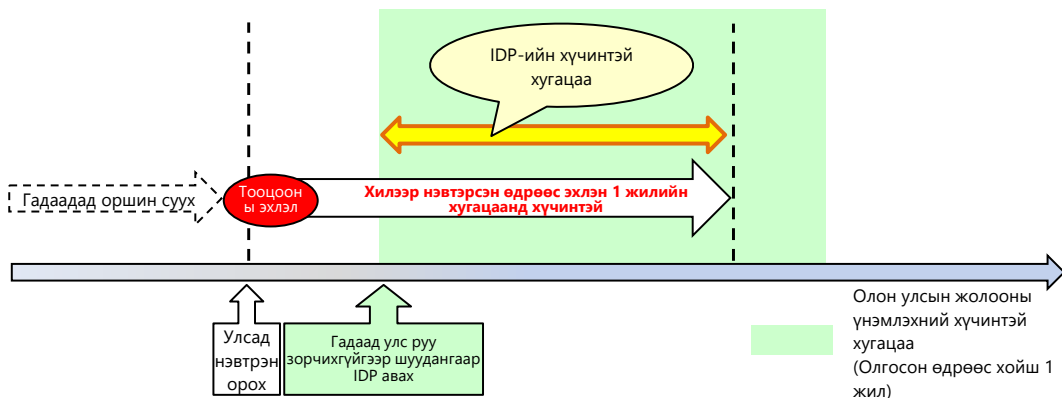 IDP-ийн хүчинтэй
хугацаа
Гадаадад оршин суух
Тооцоон
ы эхлэл
Хилээр нэвтэрсэн өдрөөс эхлэн 1 жилийн
хугацаанд хүчинтэй
Улсад
нэвтрэн
орох
Гадаад улс руу
зорчихгүйгээр шуудангаар
IDP авах
Олон улсын жолооны
үнэмлэхний хүчинтэй
хугацаа
(Олгосон өдрөөс хойш 1
жил)